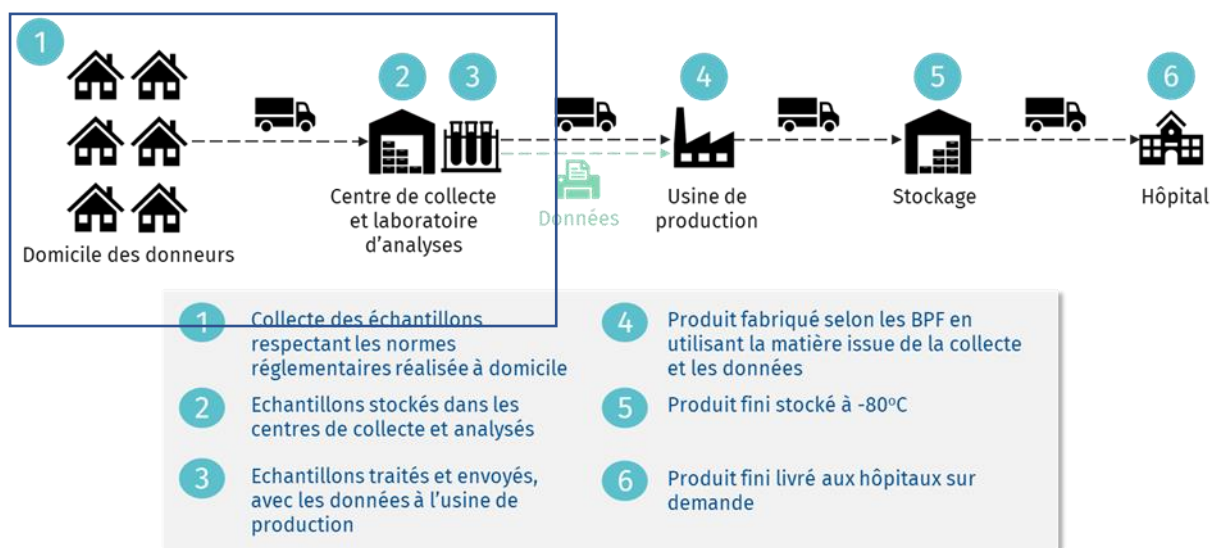 1
2
3
4
5
6
Domicile des donneurs
Centre de collecte
et laboratoire
d'analyses
Données
Usine de
production
Stockage
Hôpital
1
Collecte des échantillons
respectant les normes
réglementaires réalisée à domicile
2
Echantillons stockés dans les
centres de collecte et analysés
3
Echantillons traités et envoyés,
avec les données à l'usine de
production
4
Produit fabriqué selon les BPF en
utilisant la matière issue de la collecte
et les données
5
Produit fini stocké à -80°C
6
Produit fini livré aux hôpitaux sur
demande